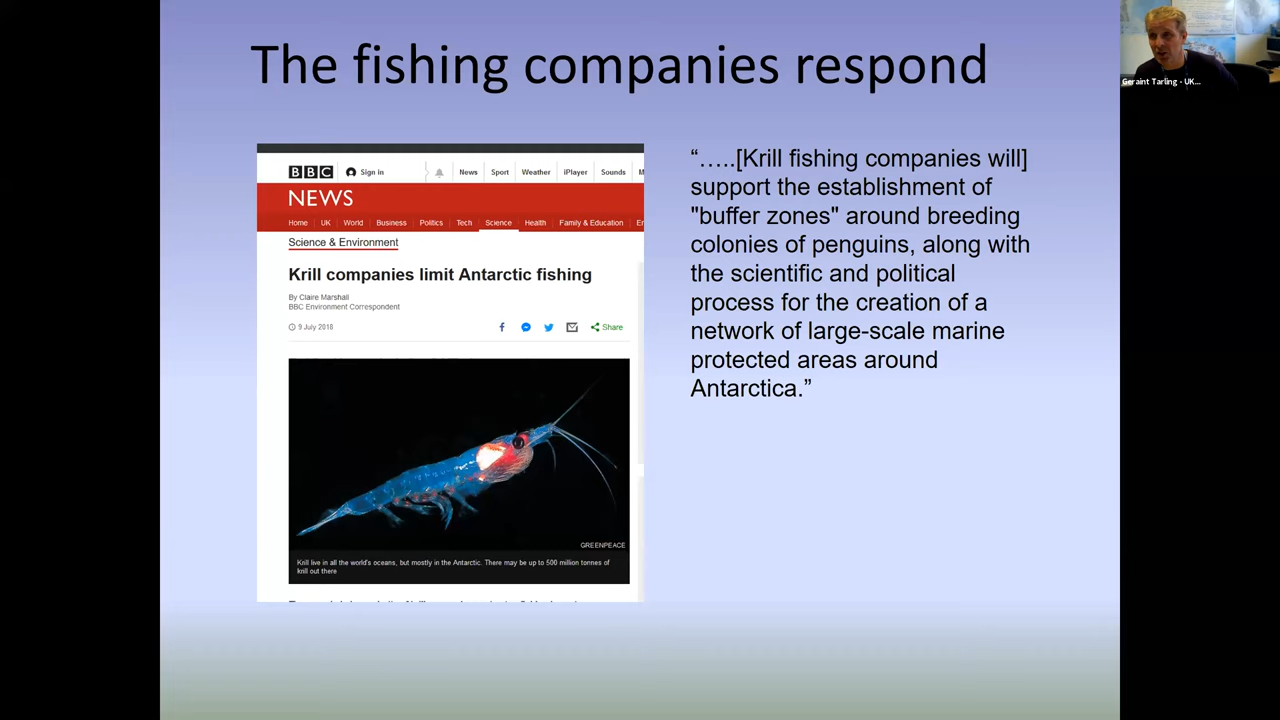 The fishing companies respond
Geraint Tarling - UK...
BBC Sign in News Sport Weather iPlayer Sounds M
NEWS
Home UK World Business Politics Tech Science Health Family & Education En
Science & Environment
Krill companies limit Antarctic fishing
By Claire Marshall
BBC Environment Correspondent
9 July 2018
Share
GREENPEACE
Krill live in all the world's oceans, but mostly in the Antarctic. There may be up to 500 million tonnes of
krill out there
“…..[Krill fishing companies will]
support the establishment of
"buffer zones" around breeding
colonies of penguins, along with
the scientific and political
process for the creation of a
network of large-scale marine
protected areas around
Antarctica.”